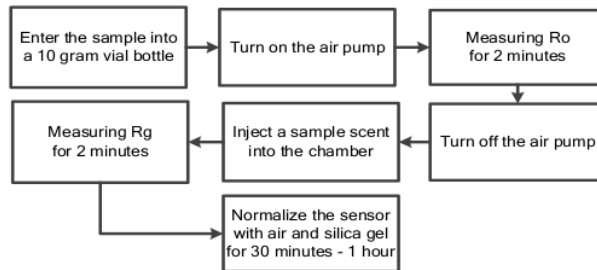 Enter the sample into
a 10 gram vial bottle
Turn on the air pump
Measuring Ro
for 2 minutes
Turn off the air pump
Inject a sample scent
into the chamber
Measuring Rg
for 2 minutes
Normalize the sensor
with air and silica gel
for 30 minutes - 1 hour